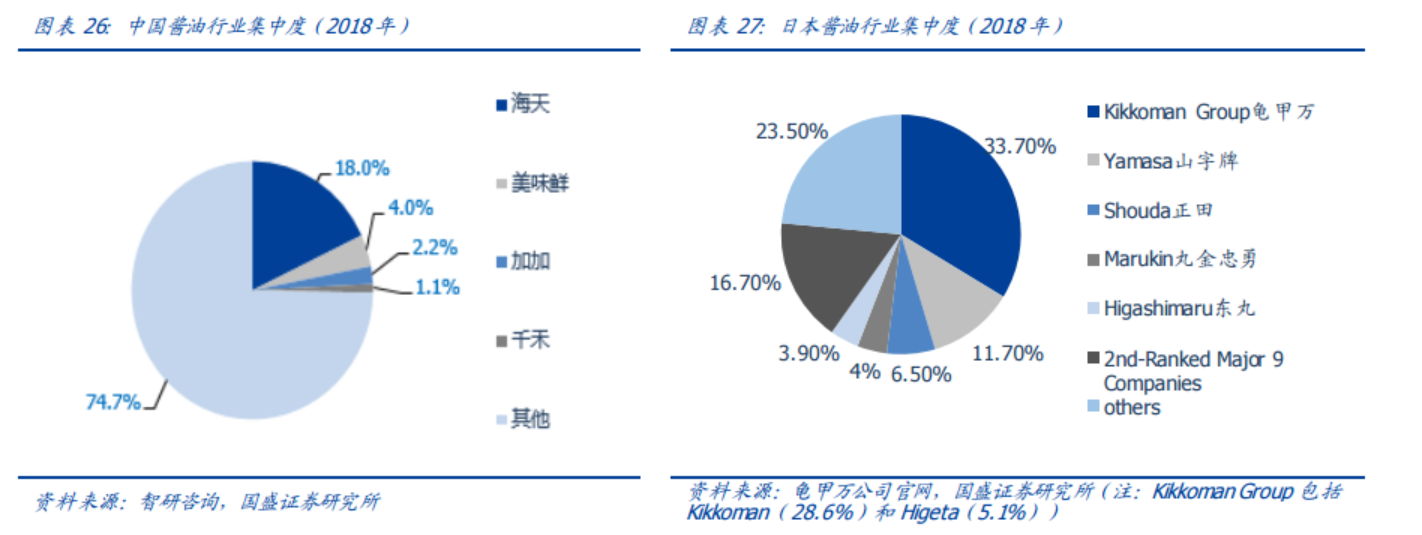 图表 26: 中国酱油行业集中度（2018 年）
18.0%
4.0%
2.2%
1.1%
74.7%
海天
美味鲜
加加
千禾
其他
资料来源：智研咨询，国盛证券研究所
图表 27: 日本酱油行业集中度（2018 年）
23.50%
33.70%
16.70%
3.90%
4%
6.50%
11.70%
Kikkoman Group龟甲万
Yamasa山字牌
Shouda正田
Marukin丸金忠勇
Higashimaru东丸
2nd-Ranked Major 9
Companies
others
资料来源：龟甲万公司官网，国盛证券研究所（注：Kikkoman Group 包括
Kikkoman（28.6%）和 Higeta（5.1%））